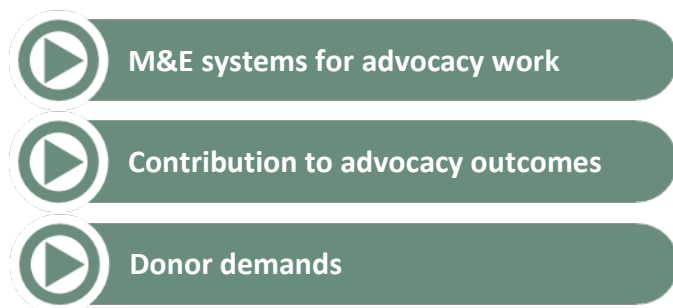 M&E systems for advocacy work
Contribution to advocacy outcomes
Donor demands